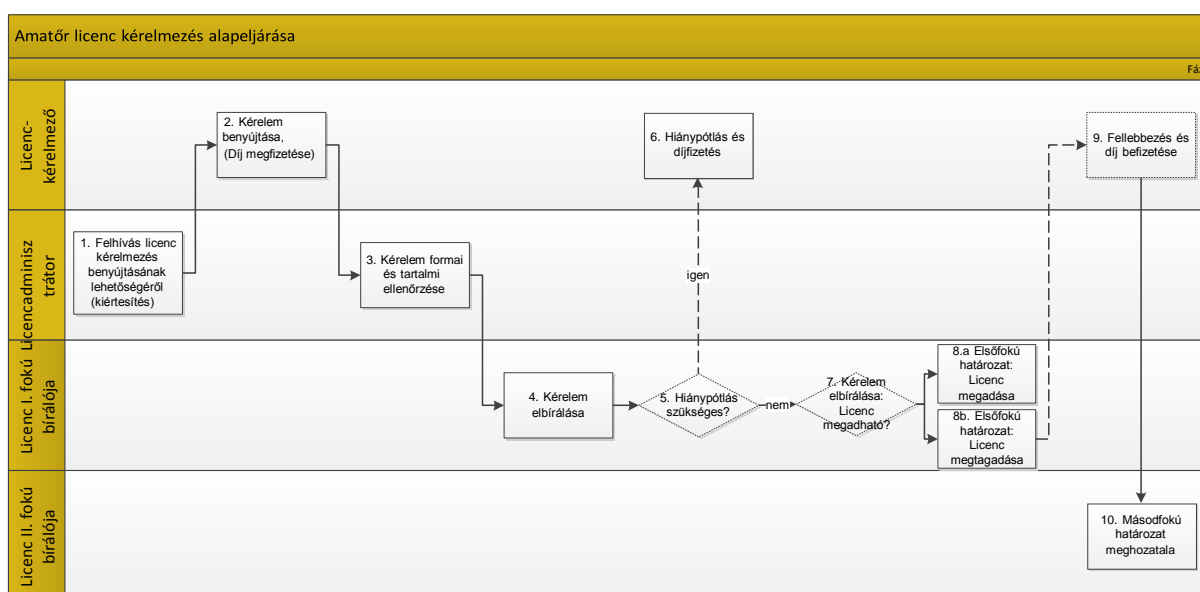 Amatőr licenc kérelmezés alapeljárása
Fáz
Licenc-
kérelmező
2. Kérelem
benyújtása,
(Díj megfizetése)
6. Hiánypótlás és
díjfizetés
9. Fellebbezés és
díj befizetése
Licencadminisz
trátor
1. Felhívás licenc
kérelmezés
benyújtásának
lehetőségéről
(kiértesítés)
3. Kérelem formai
és tartalmi
ellenőrzése
igen
Licenc I. fokú
bírálója
4. Kérelem
elbírálása
5. Hiánypótlás
szükséges?
nem
7. Kérelem
elbírálása:
Licenc
megadható?
8.a Elsőfokú
határozat:
Licenc
megadása
8b. Elsőfokú
határozat:
Licenc
megtagadása
Licenc II. fokú
bírálója
10. Másodfokú
határozat
meghozatala